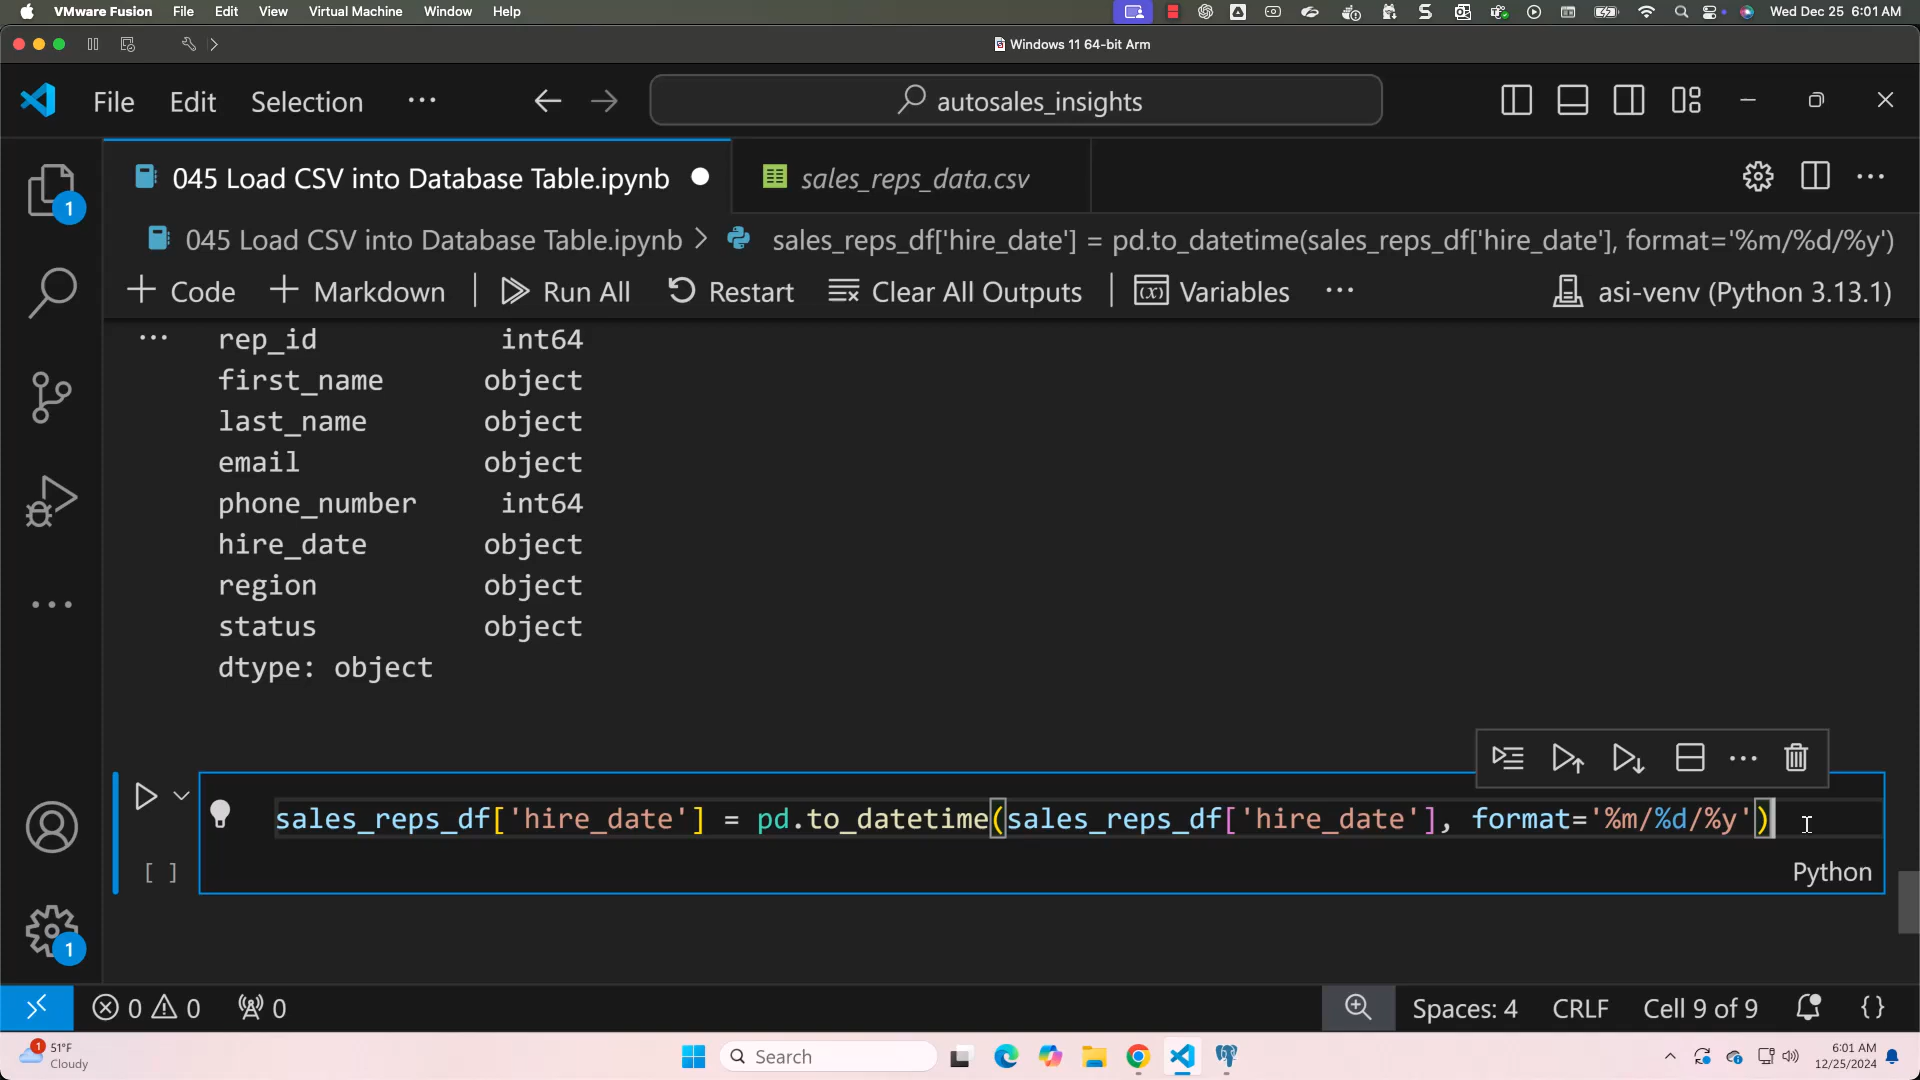 VMware Fusion File Edit View Virtual Machine Window Help Wed Dec 25 6:01 AM
Windows 11 64-bit Arm
File Edit Selection ··· autosales_insights
045 Load CSV into Database Table.ipynb sales_reps_data.csv
045 Load CSV into Database Table.ipynb > sales_reps_df['hire_date'] = pd.to_datetime(sales_reps_df['hire_date'], format='%m/%d/%y')
+ Code + Markdown Run All Restart Clear All Outputs Variables ··· asi-venv (Python 3.13.1)
rep_id int64
first_name object
last_name object
email object
phone_number int64
hire_date object
region object
status object
dtype: object
sales_reps_df['hire_date'] = pd.to_datetime(sales_reps_df['hire_date'], format='%m/%d/%y')
[ ] Python
1
1
0 0 0 Spaces: 4 CRLF Cell 9 of 9 {}
1 51°F Search 6:01 AM
Cloudy 12/25/2024